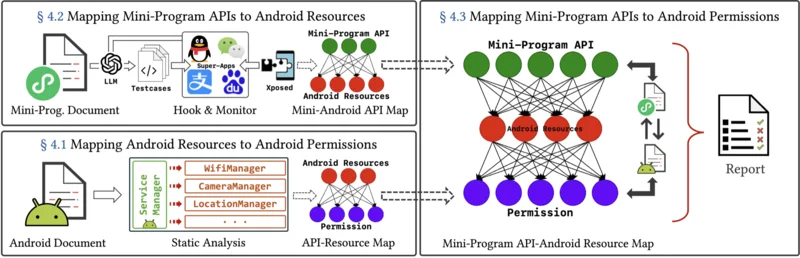 § 4.2 Mapping Mini-Program APIs to Android Resources
Mini-Prog. Document
LLM
Testcases
Super-Apps
du
Hook & Monitor
Xposed
Mini-Program API
Android Resources
Mini-Android API Map
§ 4.1 Mapping Android Resources to Android Permissions
Android Document
Service
Manager
WifiManager
CameraManager
LocationManager
. . .
Static Analysis
Android Resources
Permission
API-Resource Map
§ 4.3 Mapping Mini-Program APIs to Android Permissions
Mini-Program API
Android Resources
Permission
Mini-Program API-Android Resource Map
Report